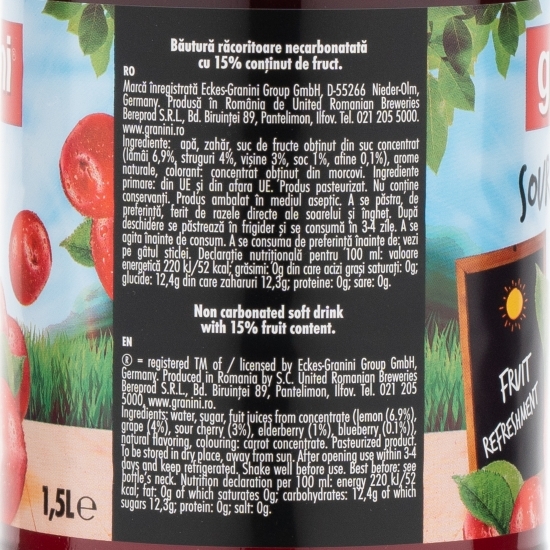 Băutură răcoritoare necarbonatată
cu 15% conținut de fruct.
RO
Marcă înregistrată Eckes-Granini Group GmbH, D-55266 Nieder-Olm,
Germany. Produsă în România de United Romanian Breweries
Bereprod S.R.L., Bd. Biruinței 89, Pantelimon, Ilfov. Tel. 021 205 5000.
www.granini.ro
Ingrediente: apă, zahăr, suc de fructe obținut din suc concentrat
(lămâi 6,9%, struguri 4%, vișine 3%, soc 1%, afine 0,1%), arome
naturale, colorant: concentrat obținut din morcovi. Ingrediente
primare: din UE și din afara UE. Produs pasteurizat. Nu conține
conservanți. Produs ambalat în mediul aseptic. A se păstra, de
preferință, ferit de razele directe ale soarelui și îngheț. După
deschidere se păstrează în frigider și se consumă în 3-4 zile. A se
agita înainte de consum. A se consuma de preferință înainte de: vezi
pe gâtul sticlei. Declarație nutrițională pentru 100 ml: valoare
energetică 220 kJ/52 kcal; grăsimi: 0g din care acizi grași saturați: 0g;
glucide: 12,4g din care zaharuri 12,3g; proteine: 0g; sare: 0g.
Non carbonated soft drink
with 15% fruit content.
EN
® = registered TM of / licensed by Eckes-Granini Group GmbH,
Germany. Produced in Romania by S.C. United Romanian Breweries
Bereprod S.R.L., Bd. Biruinței 89, Pantelimon, Ilfov. Tel. 021 205
5000, www.granini.ro
Ingredients: water, sugar, fruit juices from concentrate (lemon (6,9%),
grape (4%), sour cherry (3%), elderberry (1%), blueberry (0.1%),
natural flavoring, colouring: carrot concentrate. Pasteurized product.
To be stored in dry place, away from sun. After opening use within 3-4
days and keep refrigerated. Shake well before use. Best before: see
bottle's neck. Nutrition declaration per 100 ml: energy 220 kJ/52
kcal; fat: 0g of which saturates 0g; carbohydrates: 12,4g of which
sugars 12,3g; protein: 0g; salt: 0g.
1,5L℮
ni
g
Sou
FRUIT
REFRESHMENT